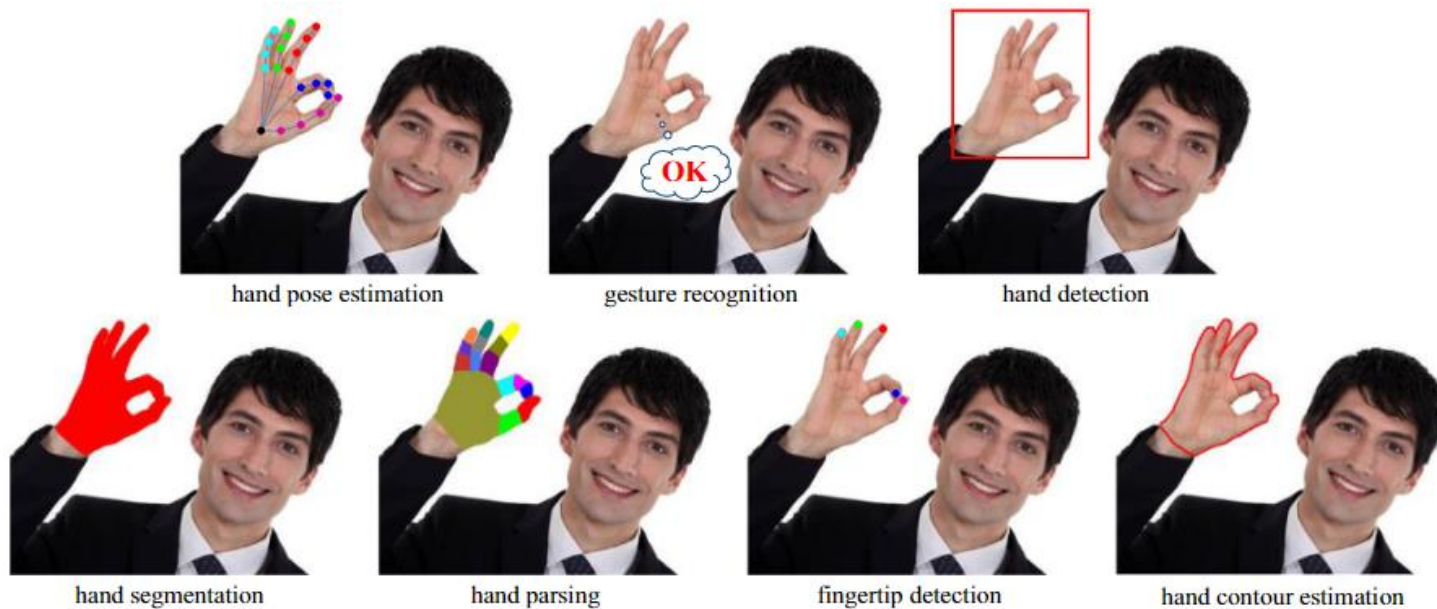 OK
hand pose estimation
gesture recognition
hand detection
hand segmentation
hand parsing
fingertip detection
hand contour estimation